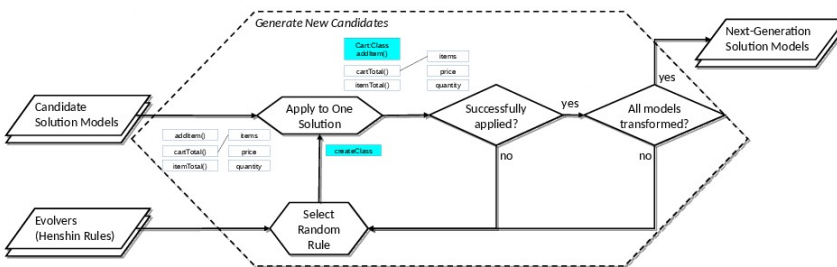 Generate New Candidates
Next-Generation
Solution Models
Cart Class
addItem()
items
cartTotal()
price
itemTotal()
quantity
yes
Candidate
Solution Models
Apply to One
Solution
Successfully
applied?
yes
All models
transformed?
addItem()
items
cartTotal()
price
itemTotal()
quantity
createClass
no
no
Evolvers
(Henshin Rules)
Select
Random
Rule